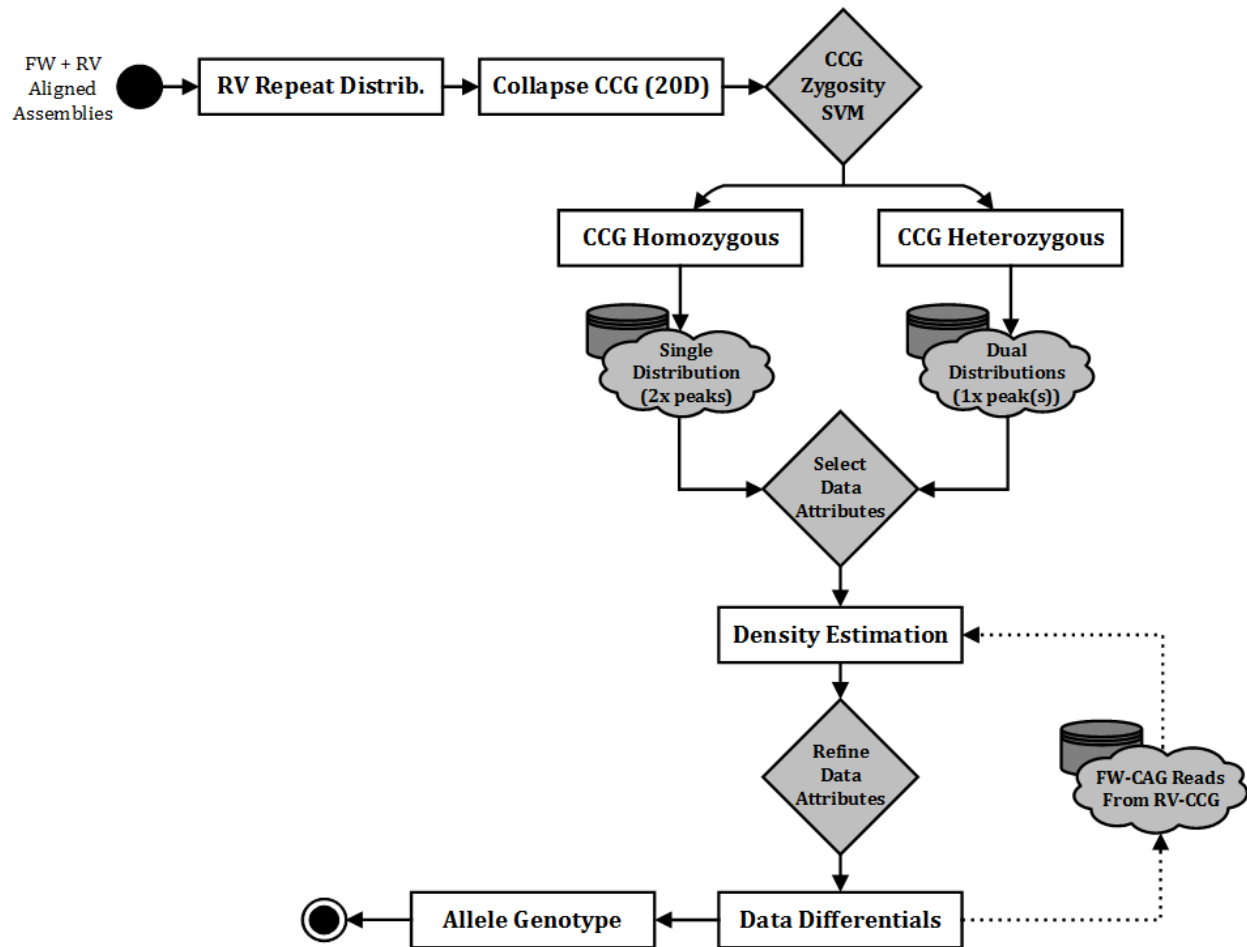 FW + RV
Aligned
Assemblies
RV Repeat Distrib.
Collapse CCG (20D)
CCG
Zygosity
SVM
CCG Homozygous
CCG Heterozygous
Single
Distribution
(2x peaks)
Dual
Distributions
(1x peak(s))
Select
Data
Attributes
Density Estimation
Refine
Data
Attributes
FW-CAG Reads
From RV-CCG
Allele Genotype
Data Differentials